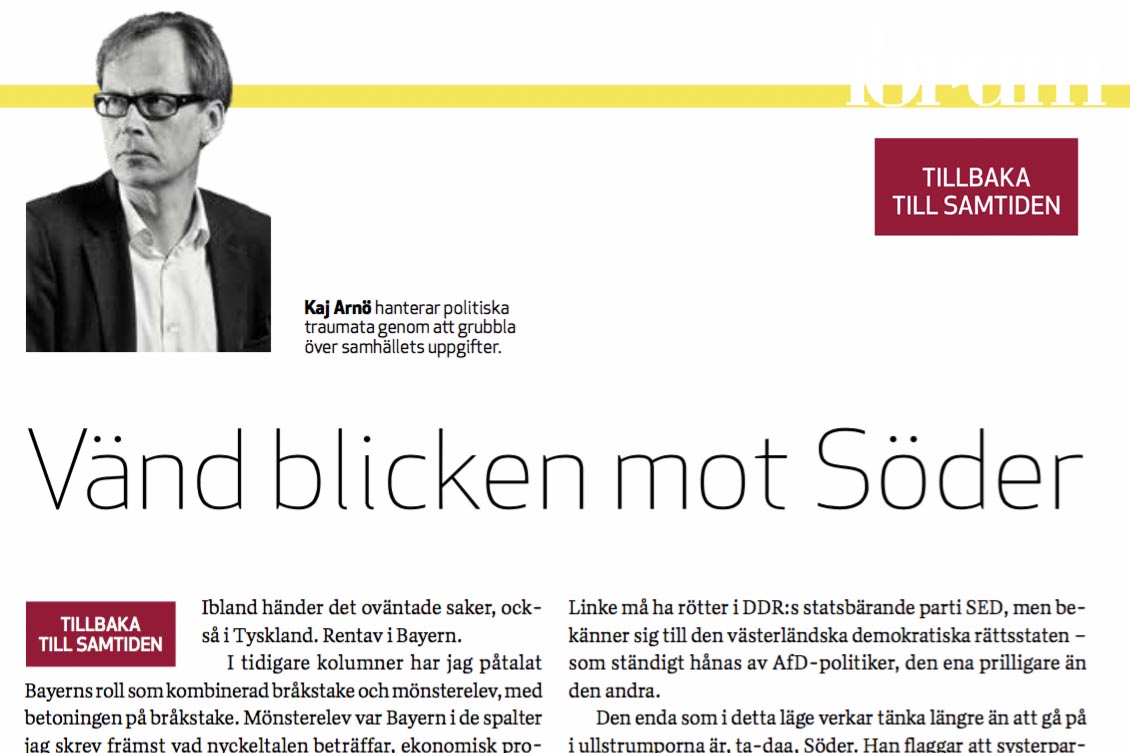 forum
TILLBAKA
TILL SAMTIDEN
Kaj Arnö hanterar politiska
traumata genom att grubbla
över samhällets uppgifter.
Vänd blicken mot Söder
TILLBAKA
TILL SAMTIDEN
Ibland händer det oväntade saker, ock-
så i Tyskland. Rentav i Bayern.
I tidigare kolumner har jag påtalat
Bayerns roll som kombinerad bråkstake och mönsterelev, med
betoningen på bråkstake. Mönsterelev var Bayern i de spalter
jag skrev främst vad nyckeltalen beträffar, ekonomisk pro-
Linke må ha rötter i DDR:s statsbärande parti SED, men be-
känner sig till den västerländska demokratiska rättsstaten –
som ständigt hånas av AfD-politiker, den ena prilligare än
den andra.
Den enda som i detta läge verkar tänka längre än att gå på
i ullstrumporna är, ta-daa, Söder. Han flaggar att systerpar-